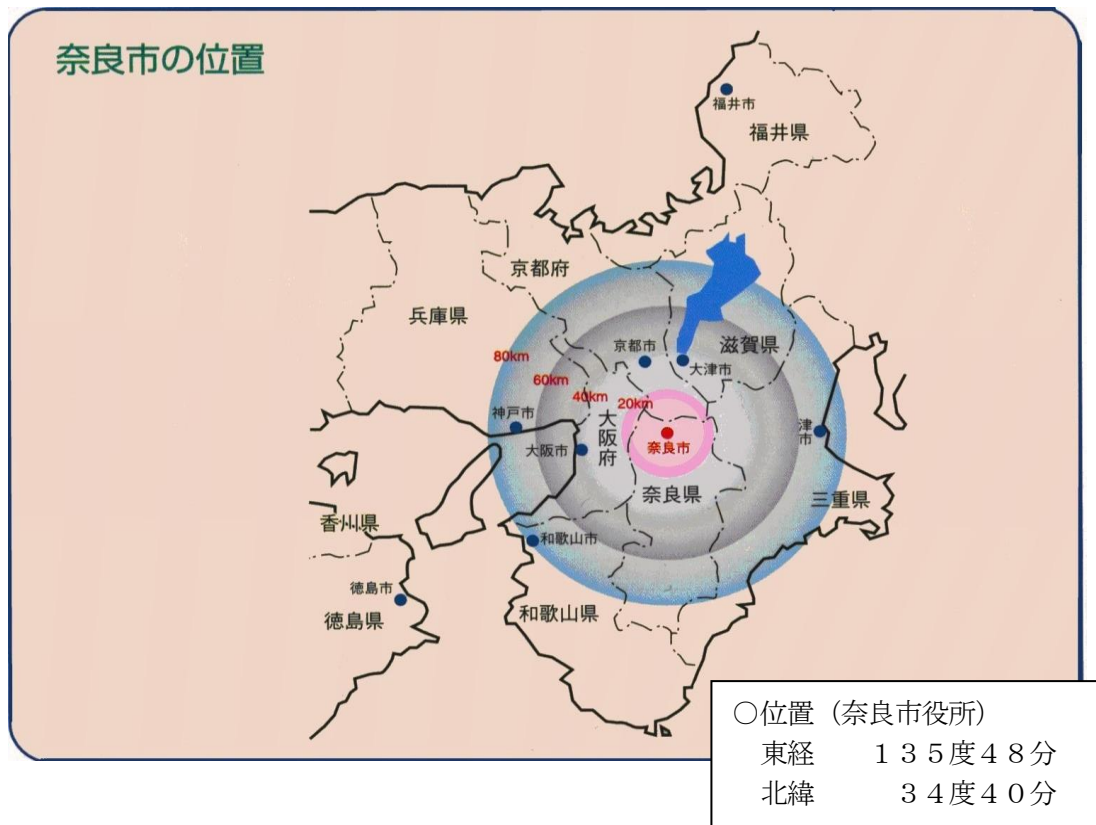 奈良市の位置
福井市
福井県
京都府
兵庫県
京都市
滋賀県
大津市
80km
60km
40km
20km
神戸市
大阪府
津市
大阪市
奈良市
奈良県
三重県
香州県
和歌山市
徳島市
和歌山県
徳島県
○位置（奈良市役所）
東経　　１３５度４８分
北緯　　　３４度４０分